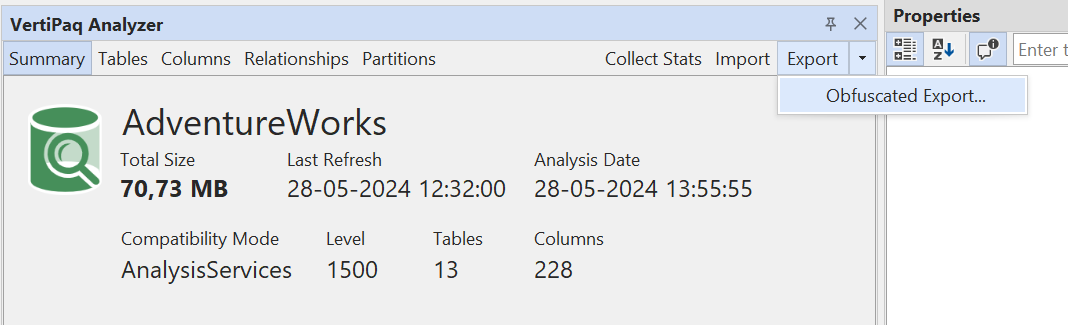 VertiPaq Analyzer
Properties
Summary Tables Columns Relationships Partitions Collect Stats Import Export
Enter t
Obfuscated Export...
AdventureWorks
Total Size Last Refresh Analysis Date
70,73 MB 28-05-2024 12:32:00 28-05-2024 13:55:55
Compatibility Mode Level Tables Columns
AnalysisServices 1500 13 228